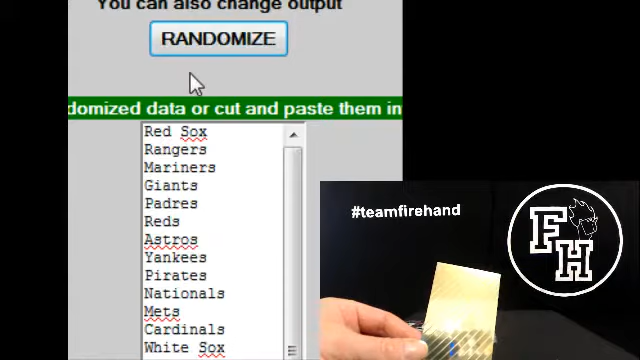 You can also change output
RANDOMIZE
domized data or cut and paste them in
Red Sox
Rangers
Mariners
Giants
Padres
Reds
Astros
Yankees
Pirates
Nationals
Mets
Cardinals
White Sox
#teamfirehand
FH